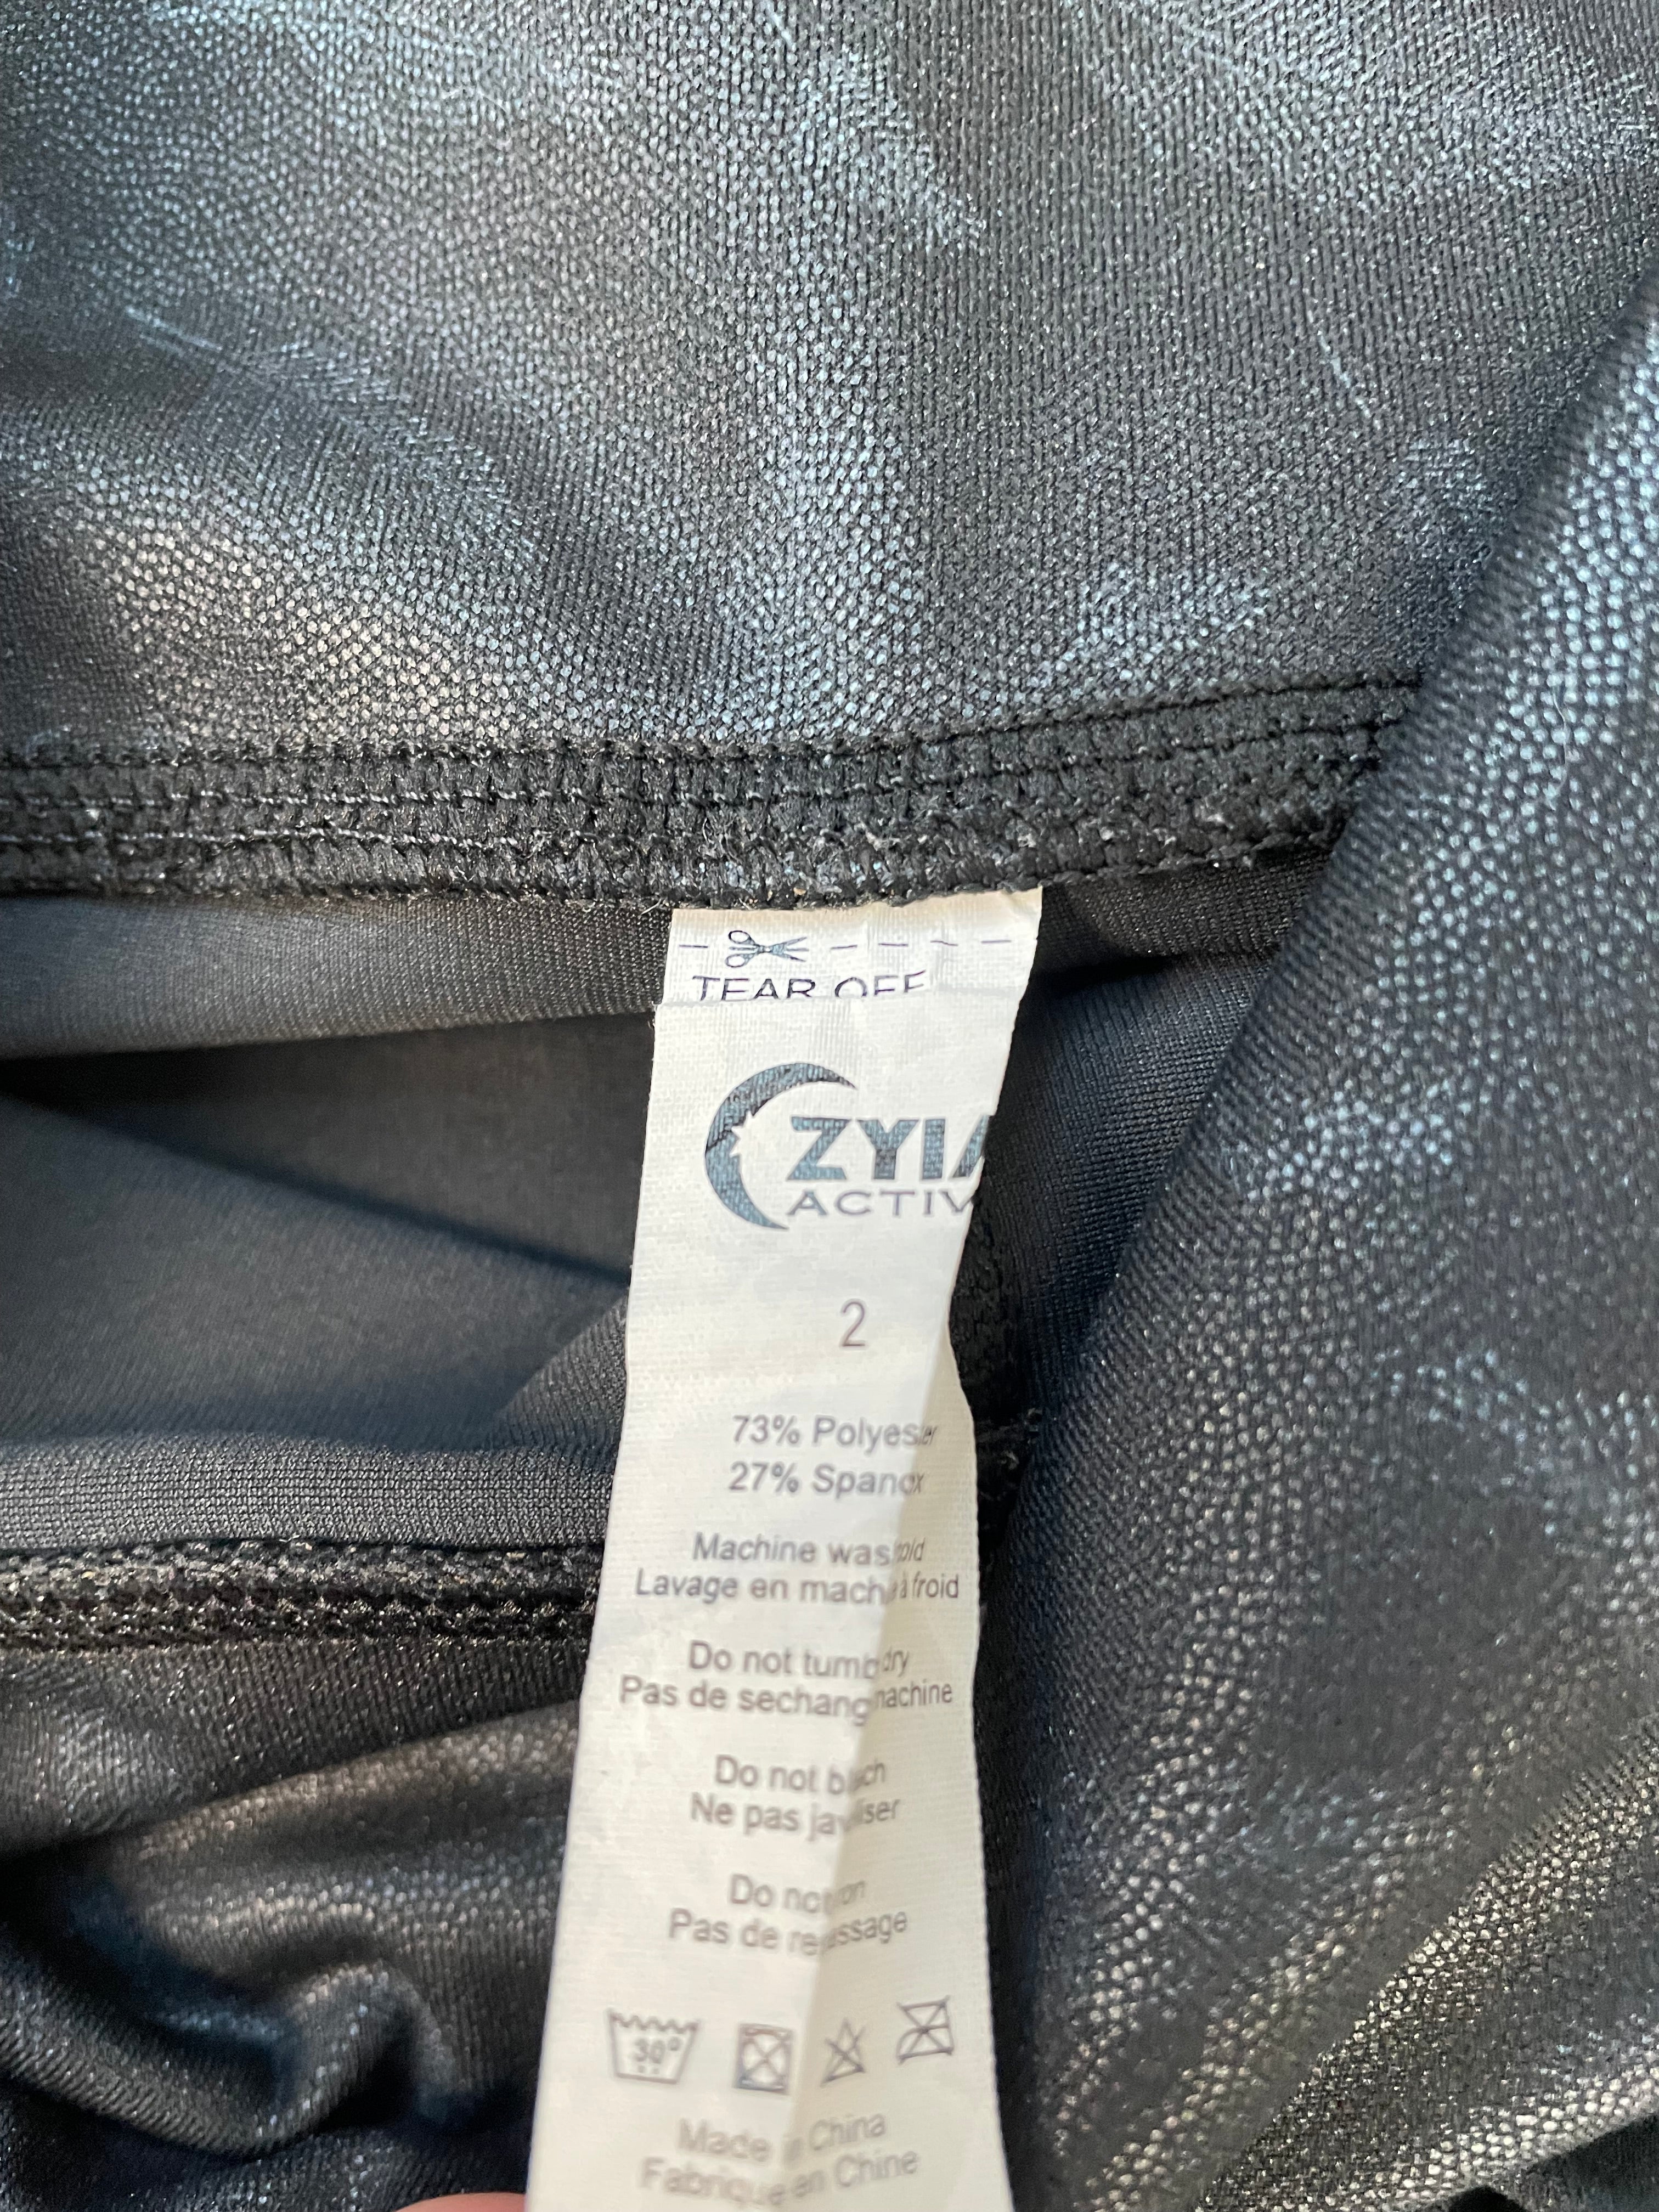 TEAR OFF
ZYIA
ACTIV
2
73% Polyester
27% Spandex
Machine wash cold
Lavage en machine à froid
Do not tumble dry
Pas de sechange machine
Do not bleach
Ne pas javelliser
Do not iron
Pas de repassage
30°
Made in China
Fabrique en Chine